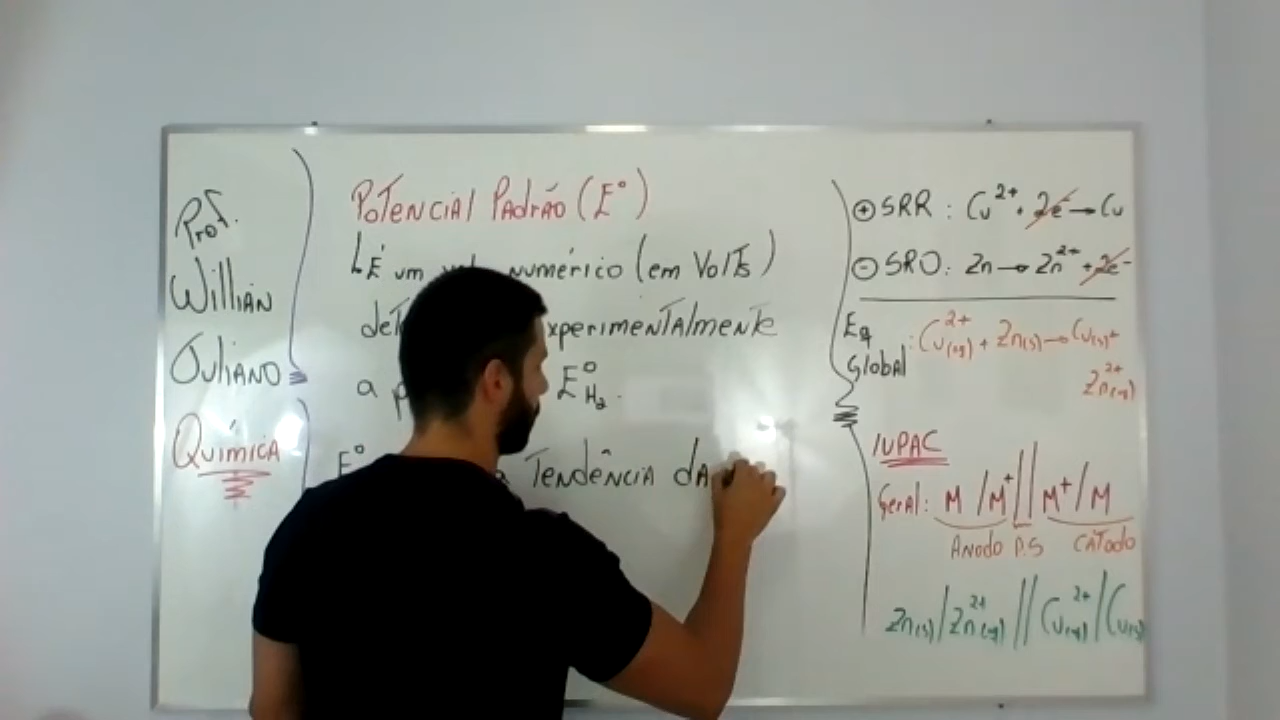 Prof.
Willian
Juliano
Química
Potencial Padrão (E°)
É um numérico (em Volts)
experimentalmente
a E°H₂.
E° Tendência da
⊕ SRR : Cu²⁺ + 2e⁻ → Cu
⊖ SRO : Zn → Zn²⁺ + 2e⁻
Eq
Global : Cu²⁺(aq) + Zn(s) → Cu(s) +
Zn²⁺(aq)
IUPAC
Geral: M / M⁺ || M⁺ / M
Anodo P.S Cátodo
Zn(s) / Zn²⁺(aq) || Cu²⁺(aq) / Cu(s)